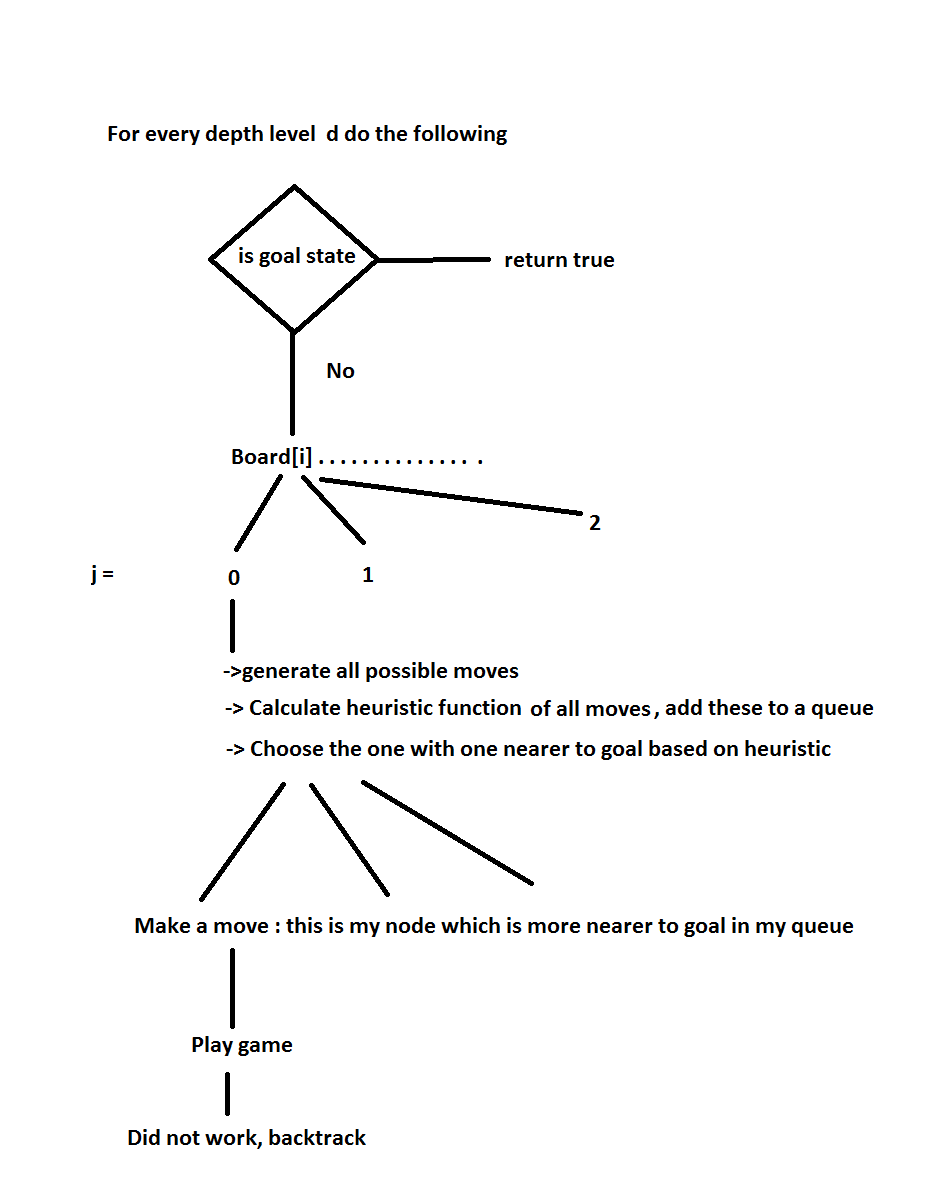 For every depth level d do the following
is goal state
return true
No
Board[i] . . . . . . . . . . . . . . .
2
j =
0
1
->generate all possible moves
-> Calculate heuristic function of all moves, add these to a queue
-> Choose the one with one nearer to goal based on heuristic
Make a move : this is my node which is more nearer to goal in my queue
Play game
Did not work, backtrack